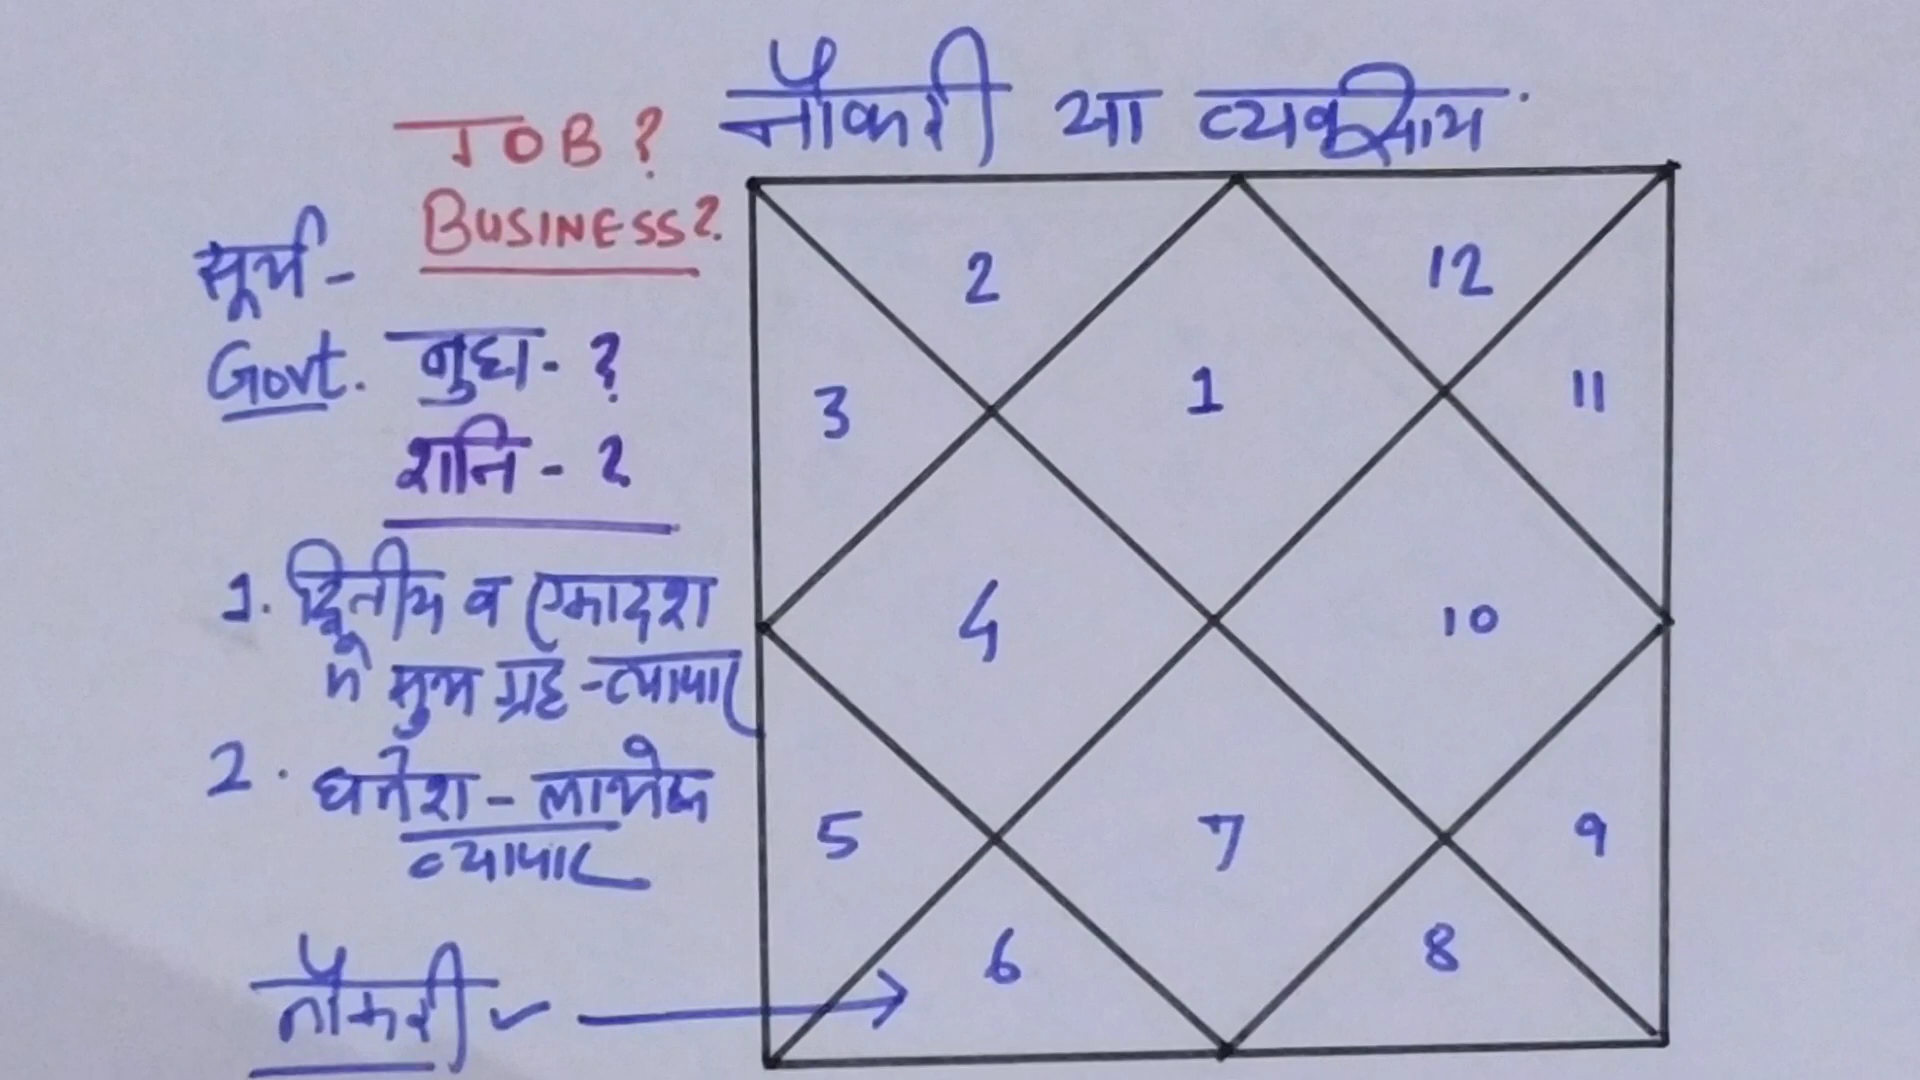 नौकरी या व्यवसाय
JOB?
BUSINESS?
सूर्य -
Govt.
बुध - ?
शनि - ?
1. द्वितीय व एकादश
में शुभ ग्रह - व्यापार
2. धनेश - लाभेश
व्यापार
नौकरी ✓ →
2
12
3
1
11
4
10
5
7
9
6
8